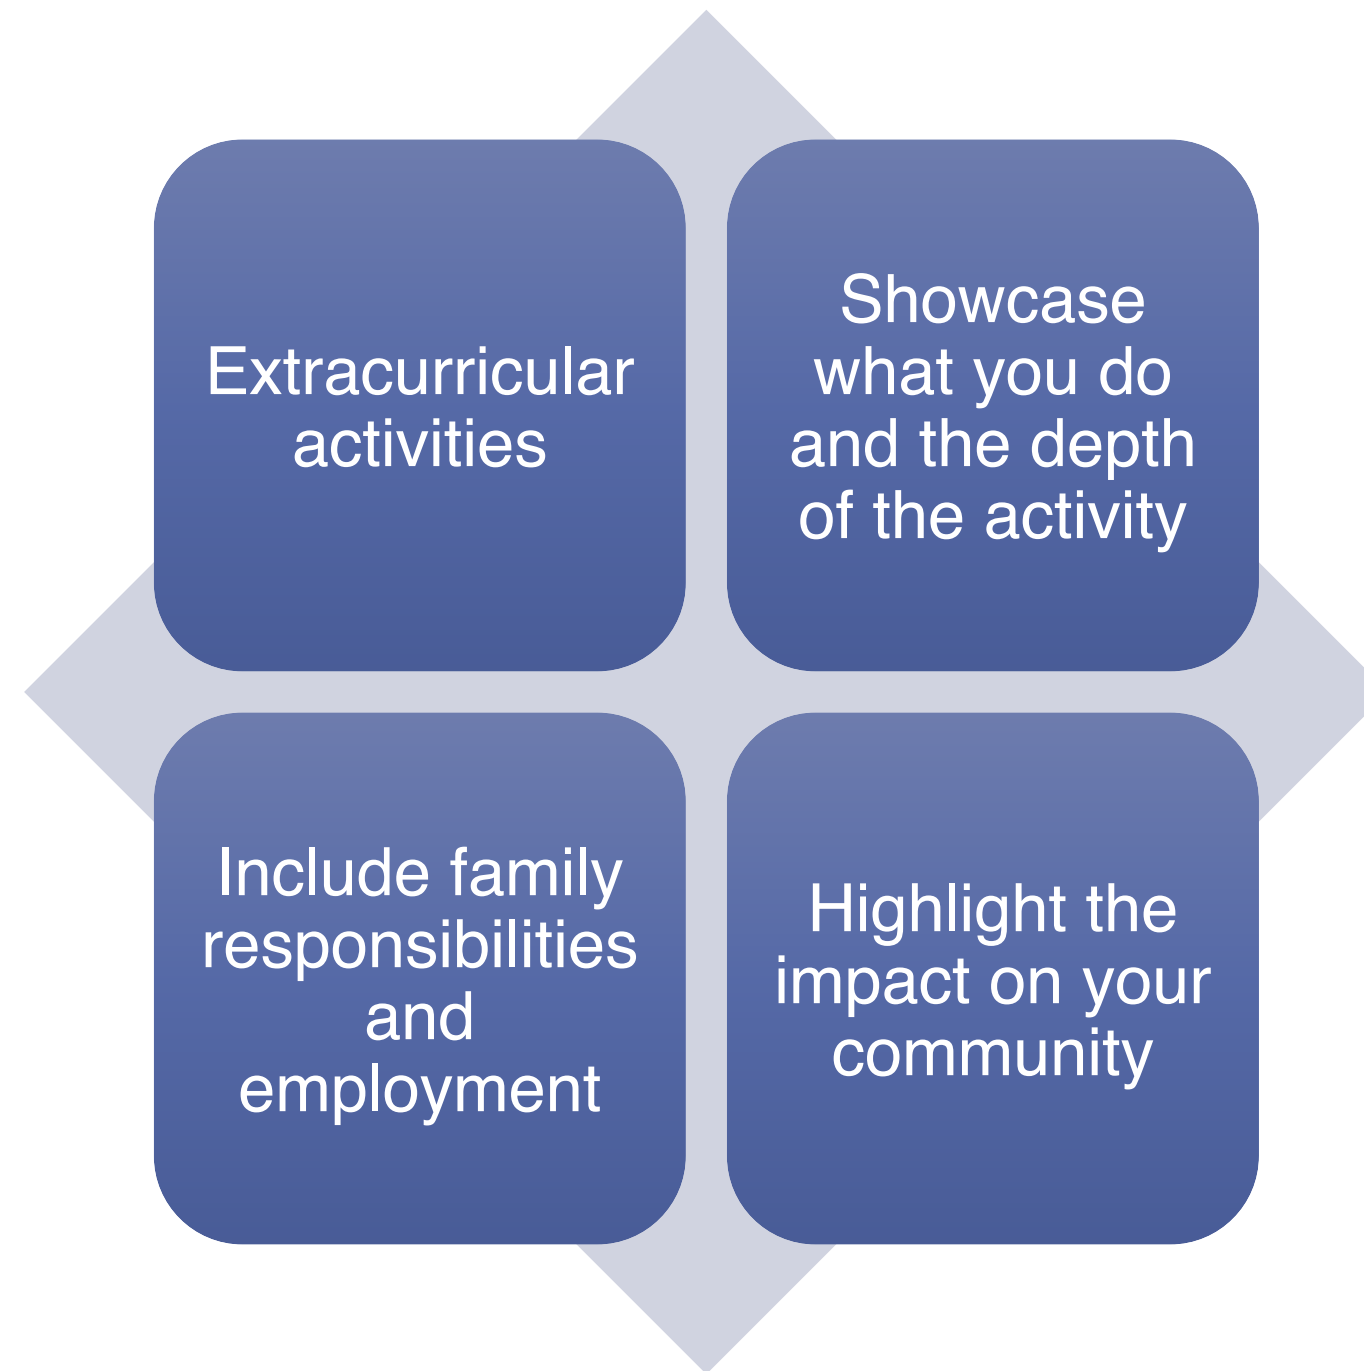 Extracurricular
activities
Showcase
what you do
and the depth
of the activity
Include family
responsibilities
and
employment
Highlight the
impact on your
community